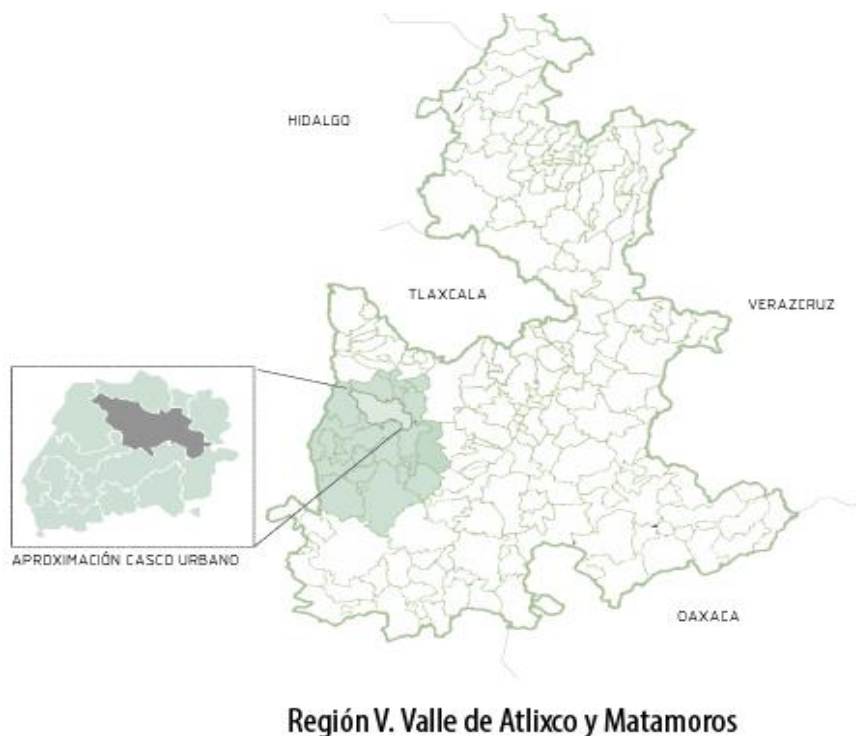 HIDALGO
TLAXCALA
VERAZCRUZ
APROXIMACIÓN CASCO URBANO
OAXACA
Región V. Valle de Atlixco y Matamoros